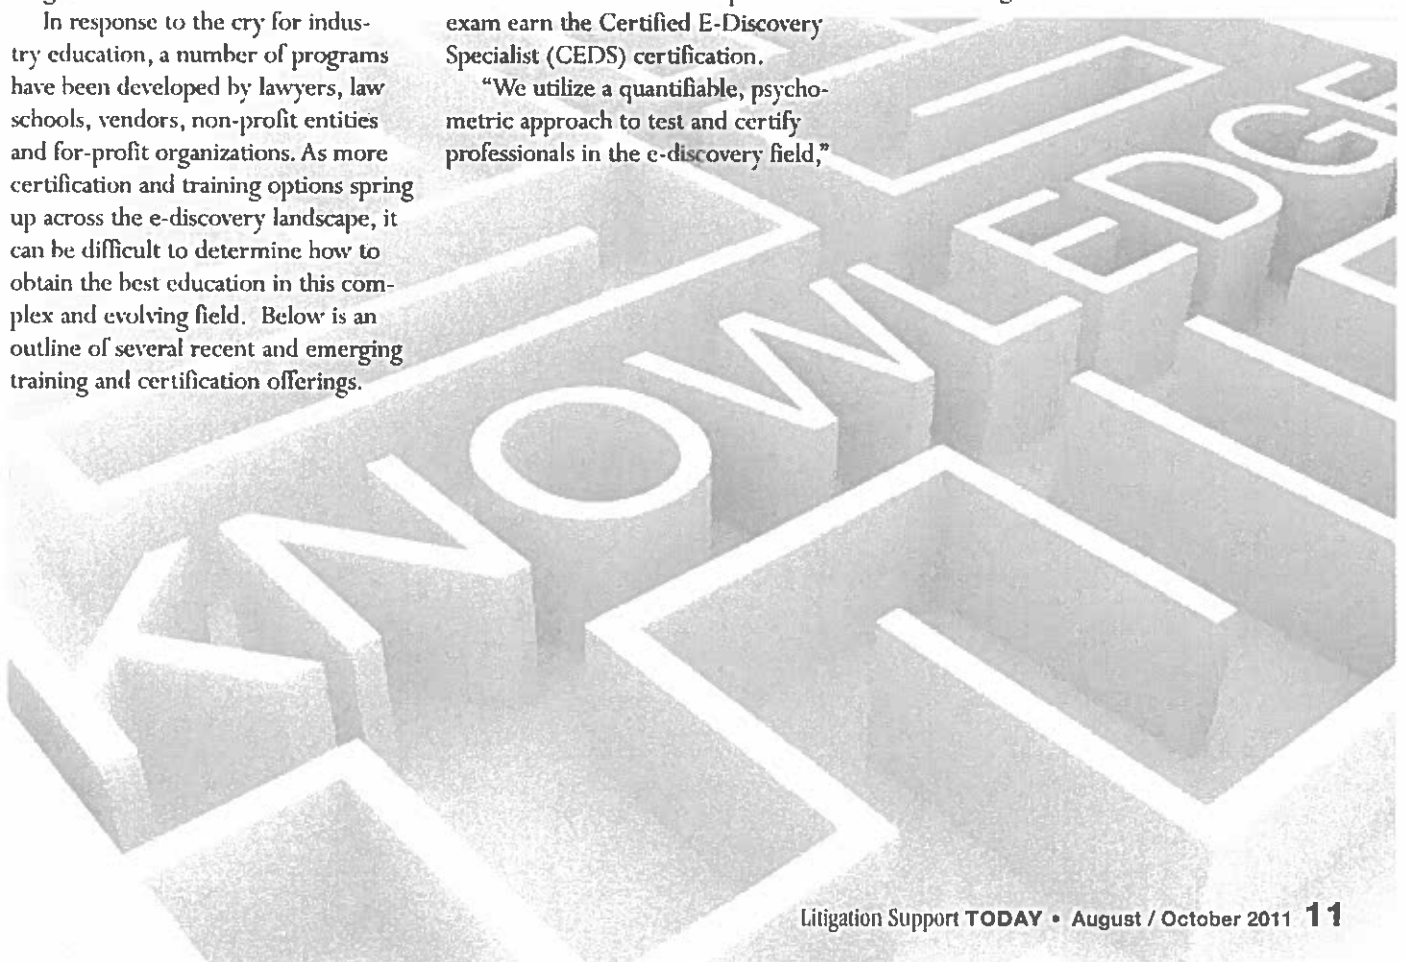 In response to the cry for indus-
try education, a number of programs
have been developed by lawyers, law
schools, vendors, non-profit entities
and for-profit organizations. As more
certification and training options spring
up across the e-discovery landscape, it
can be difficult to determine how to
obtain the best education in this com-
plex and evolving field. Below is an
outline of several recent and emerging
training and certification offerings.
exam earn the Certified E-Discovery
Specialist (CEDS) certification.
“We utilize a quantifiable, psycho-
metric approach to test and certify
professionals in the e-discovery field,”
KNOWLEDGE
Litigation Support TODAY • August / October 2011 11